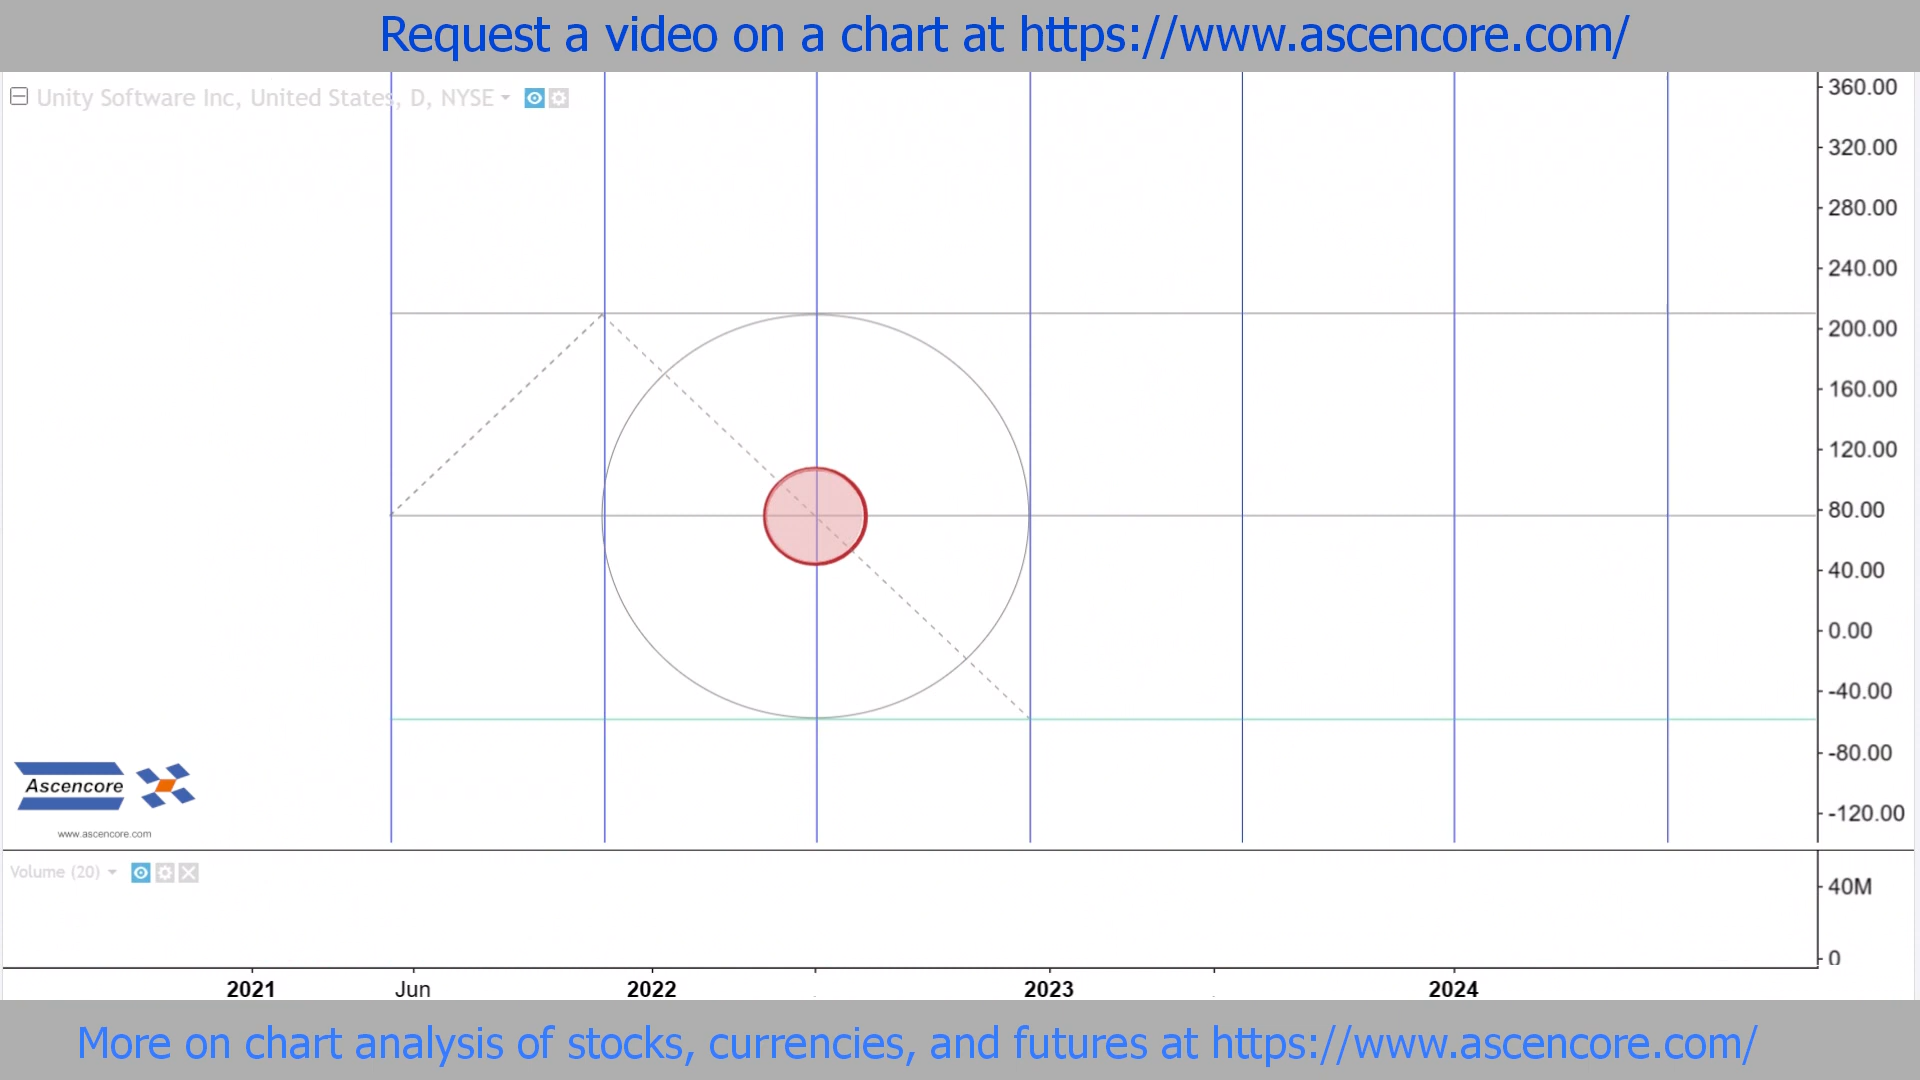 Request a video on a chart at https://www.ascencore.com/
Unity Software Inc, United States, D, NYSE
360.00
320.00
280.00
240.00
200.00
160.00
120.00
80.00
40.00
0.00
-40.00
-80.00
-120.00
Ascencore
www.ascencore.com
Volume (20)
40M
0
2021 Jun 2022 2023 2024
More on chart analysis of stocks, currencies, and futures at https://www.ascencore.com/